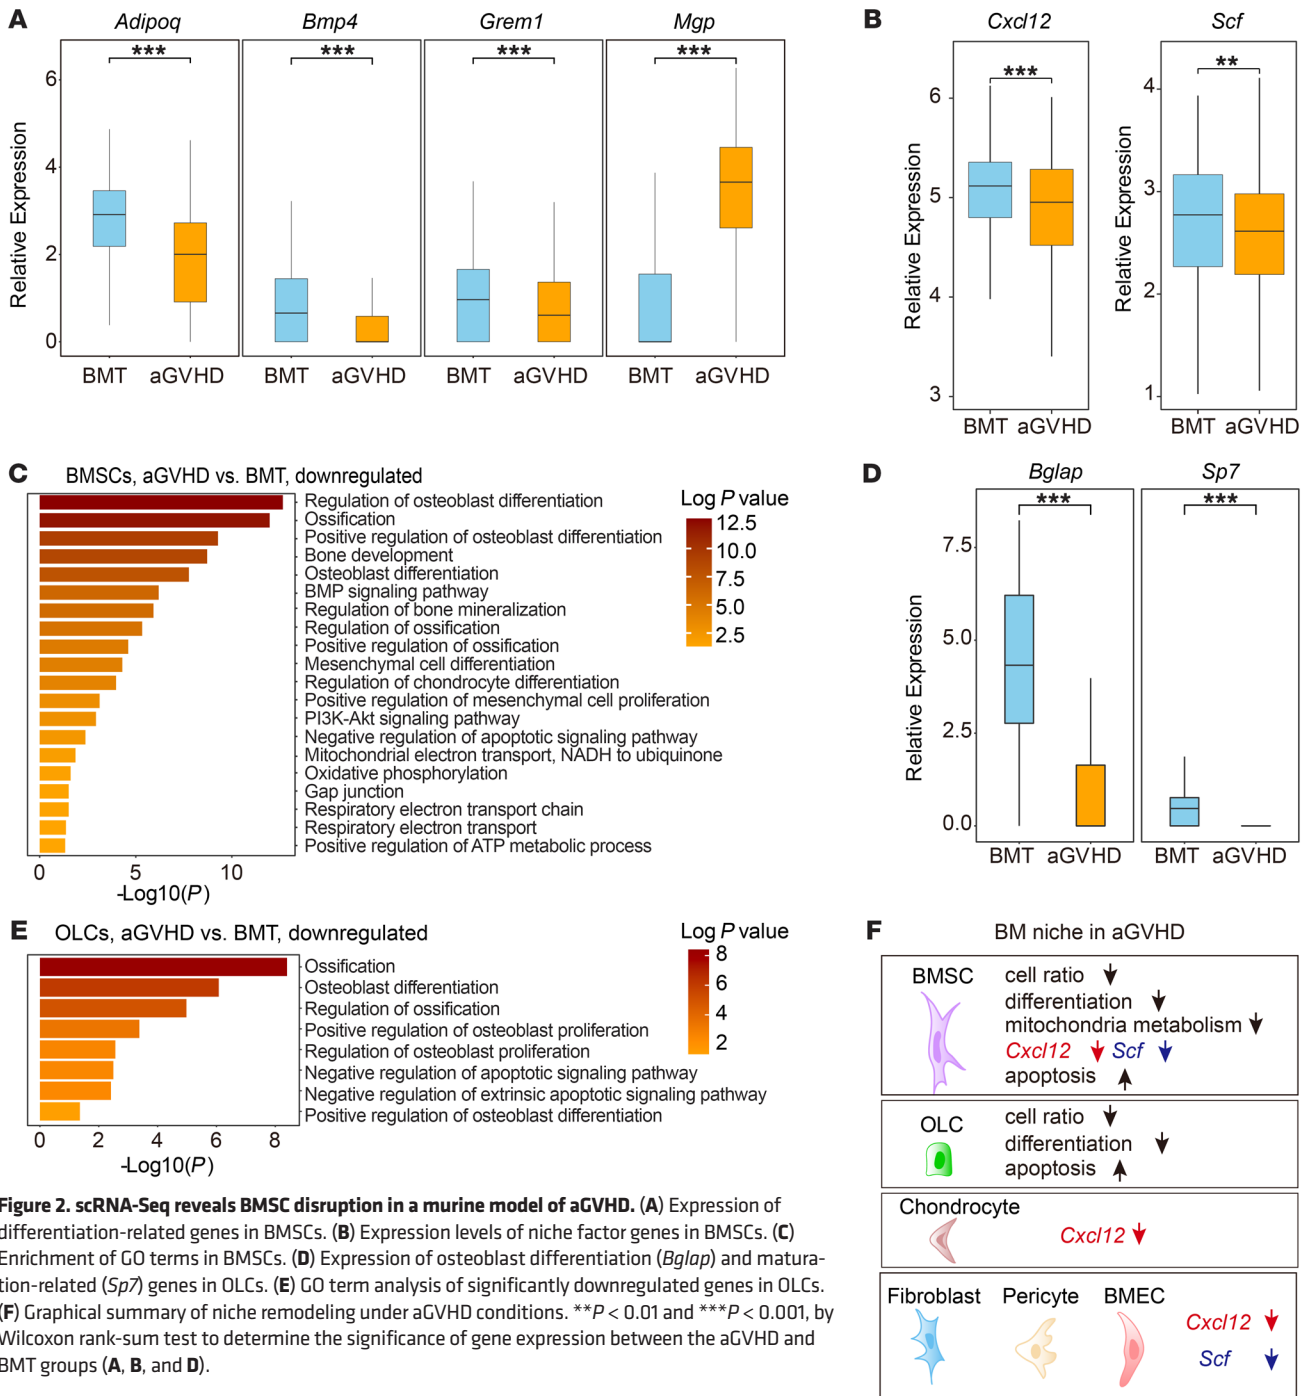 A
Adipoq
Bmp4
Grem1
Mgp
***
***
***
***
Relative Expression
6
4
2
0
BMT aGVHD
BMT aGVHD
BMT aGVHD
BMT aGVHD
B
Cxcl12
Scf
***
**
Relative Expression
6
5
4
3
Relative Expression
4
3
2
1
BMT aGVHD
BMT aGVHD
C
BMSCs, aGVHD vs. BMT, downregulated
Regulation of osteoblast differentiation
Ossification
Positive regulation of osteoblast differentiation
Bone development
Osteoblast differentiation
BMP signaling pathway
Regulation of bone mineralization
Regulation of ossification
Positive regulation of ossification
Mesenchymal cell differentiation
Regulation of chondrocyte differentiation
Positive regulation of mesenchymal cell proliferation
PI3K-Akt signaling pathway
Negative regulation of apoptotic signaling pathway
Mitochondrial electron transport, NADH to ubiquinone
Oxidative phosphorylation
Gap junction
Respiratory electron transport chain
Respiratory electron transport
Positive regulation of ATP metabolic process
0 5 10
-Log10(P)
Log P value
12.5
10.0
7.5
5.0
2.5
D
Bglap
Sp7
***
***
Relative Expression
7.5
5.0
2.5
0.0
BMT aGVHD
BMT aGVHD
E
OLCs, aGVHD vs. BMT, downregulated
Ossification
Osteoblast differentiation
Regulation of ossification
Positive regulation of osteoblast proliferation
Regulation of osteoblast proliferation
Negative regulation of apoptotic signaling pathway
Negative regulation of extrinsic apoptotic signaling pathway
Positive regulation of osteoblast differentiation
0 2 4 6 8
-Log10(P)
Log P value
8
6
4
2
F
BM niche in aGVHD
BMSC
cell ratio
differentiation
mitochondria metabolism
Cxcl12 Scf
apoptosis
OLC
cell ratio
differentiation
apoptosis
Chondrocyte
Cxcl12
Fibroblast Pericyte BMEC
Cxcl12
Scf
Figure 2. scRNA-Seq reveals BMSC disruption in a murine model of aGVHD. (A) Expression of
differentiation-related genes in BMSCs. (B) Expression levels of niche factor genes in BMSCs. (C)
Enrichment of GO terms in BMSCs. (D) Expression of osteoblast differentiation (Bglap) and matura-
tion-related (Sp7) genes in OLCs. (E) GO term analysis of significantly downregulated genes in OLCs.
(F) Graphical summary of niche remodeling under aGVHD conditions. **P < 0.01 and ***P < 0.001, by
Wilcoxon rank-sum test to determine the significance of gene expression between the aGVHD and
BMT groups (A, B, and D).